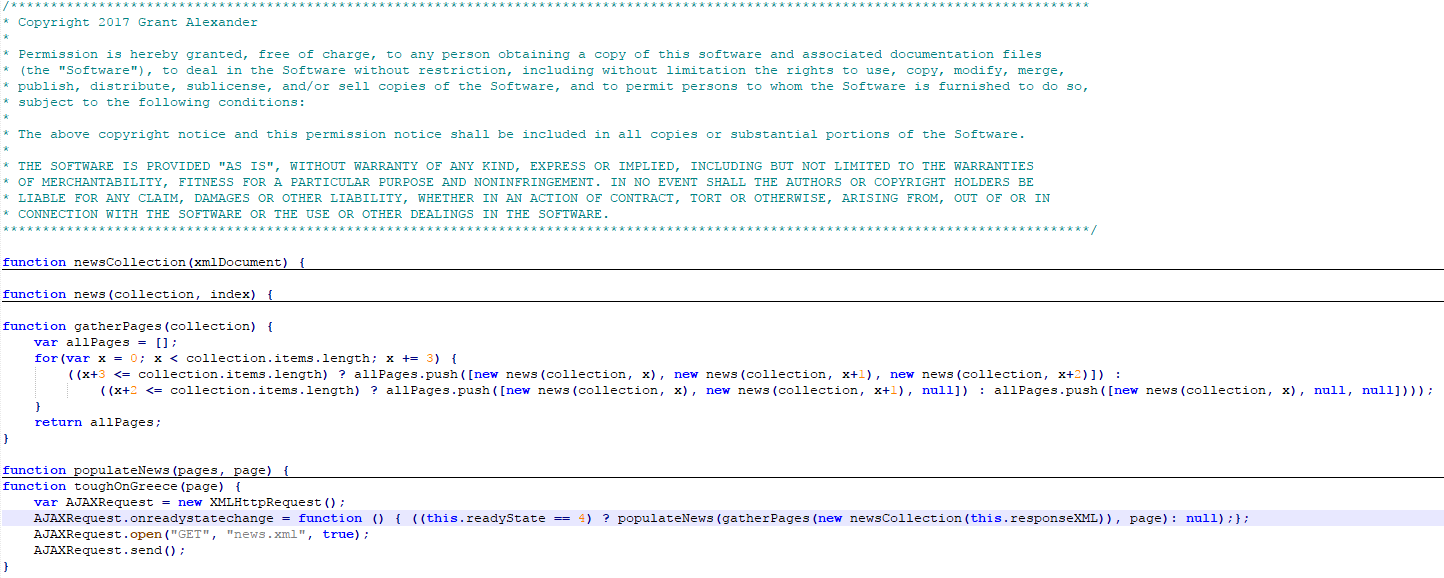 /****************************************************************************************************************************************
* Copyright 2017 Grant Alexander
*
* Permission is hereby granted, free of charge, to any person obtaining a copy of this software and associated documentation files
* (the "Software"), to deal in the Software without restriction, including without limitation the rights to use, copy, modify, merge,
* publish, distribute, sublicense, and/or sell copies of the Software, and to permit persons to whom the Software is furnished to do so,
* subject to the following conditions:
*
* The above copyright notice and this permission notice shall be included in all copies or substantial portions of the Software.
*
* THE SOFTWARE IS PROVIDED "AS IS", WITHOUT WARRANTY OF ANY KIND, EXPRESS OR IMPLIED, INCLUDING BUT NOT LIMITED TO THE WARRANTIES
* OF MERCHANTABILITY, FITNESS FOR A PARTICULAR PURPOSE AND NONINFRINGEMENT. IN NO EVENT SHALL THE AUTHORS OR COPYRIGHT HOLDERS BE
* LIABLE FOR ANY CLAIM, DAMAGES OR OTHER LIABILITY, WHETHER IN AN ACTION OF CONTRACT, TORT OR OTHERWISE, ARISING FROM, OUT OF OR IN
* CONNECTION WITH THE SOFTWARE OR THE USE OR OTHER DEALINGS IN THE SOFTWARE.
****************************************************************************************************************************************/
function newsCollection(xmlDocument) {
function news(collection, index) {
function gatherPages(collection) {
    var allPages = [];
    for(var x = 0; x < collection.items.length; x += 3) {
        ((x+3 <= collection.items.length) ? allPages.push([new news(collection, x), new news(collection, x+1), new news(collection, x+2)]) :
            ((x+2 <= collection.items.length) ? allPages.push([new news(collection, x), new news(collection, x+1), null]) : allPages.push([new news(collection, x), null, null])));
    }
    return allPages;
}
function populateNews(pages, page) {
function toughOnGreece(page) {
    var AJAXRequest = new XMLHttpRequest();
    AJAXRequest.onreadystatechange = function () { ((this.readyState == 4) ? populateNews(gatherPages(new newsCollection(this.responseXML)), page): null);};
    AJAXRequest.open("GET", "news.xml", true);
    AJAXRequest.send();
}